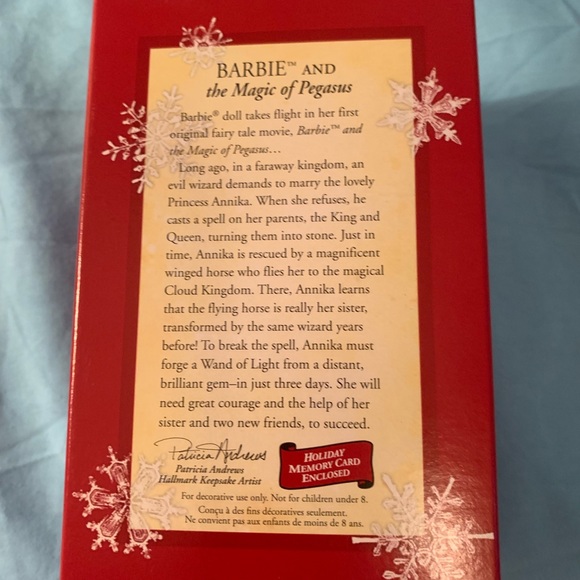 BARBIE™ AND
the Magic of Pegasus
Barbie® doll takes flight in her first
original fairy tale movie, Barbie™ and
the Magic of Pegasus…
Long ago, in a faraway kingdom, an
evil wizard demands to marry the lovely
Princess Annika. When she refuses, he
casts a spell on her parents, the King and
Queen, turning them into stone. Just in
time, Annika is rescued by a magnificent
winged horse who flies her to the magical
Cloud Kingdom. There, Annika learns
that the flying horse is really her sister,
transformed by the same wizard years
before! To break the spell, Annika must
forge a Wand of Light from a distant,
brilliant gem–in just three days. She will
need great courage and the help of her
sister and two new friends, to succeed.
Patricia Andrews
Patricia Andrews
Hallmark Keepsake Artist
HOLIDAY
MEMORY CARD
ENCLOSED
For decorative use only. Not for children under 8.
Conçu à des fins décoratives seulement.
Ne convient pas aux enfants de moins de 8 ans.